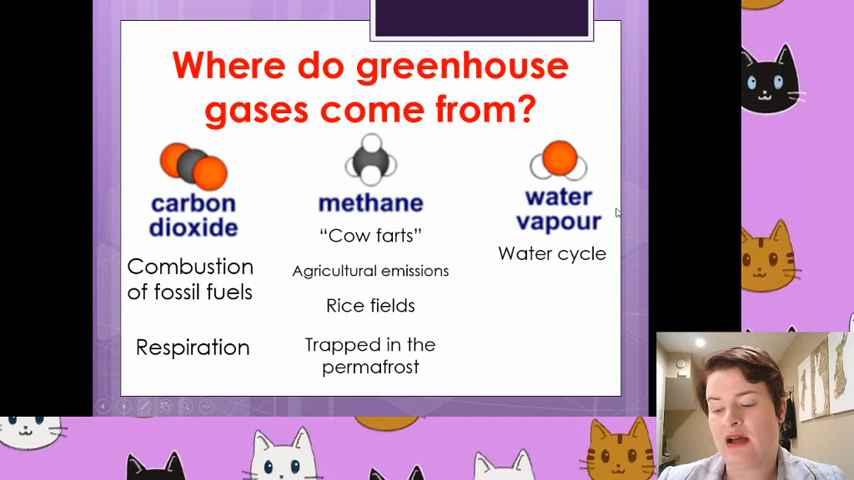 Where do greenhouse
gases come from?
carbon
dioxide
Combustion
of fossil fuels
Respiration
methane
“Cow farts”
Agricultural emissions
Rice fields
Trapped in the
permafrost
water
vapour
Water cycle